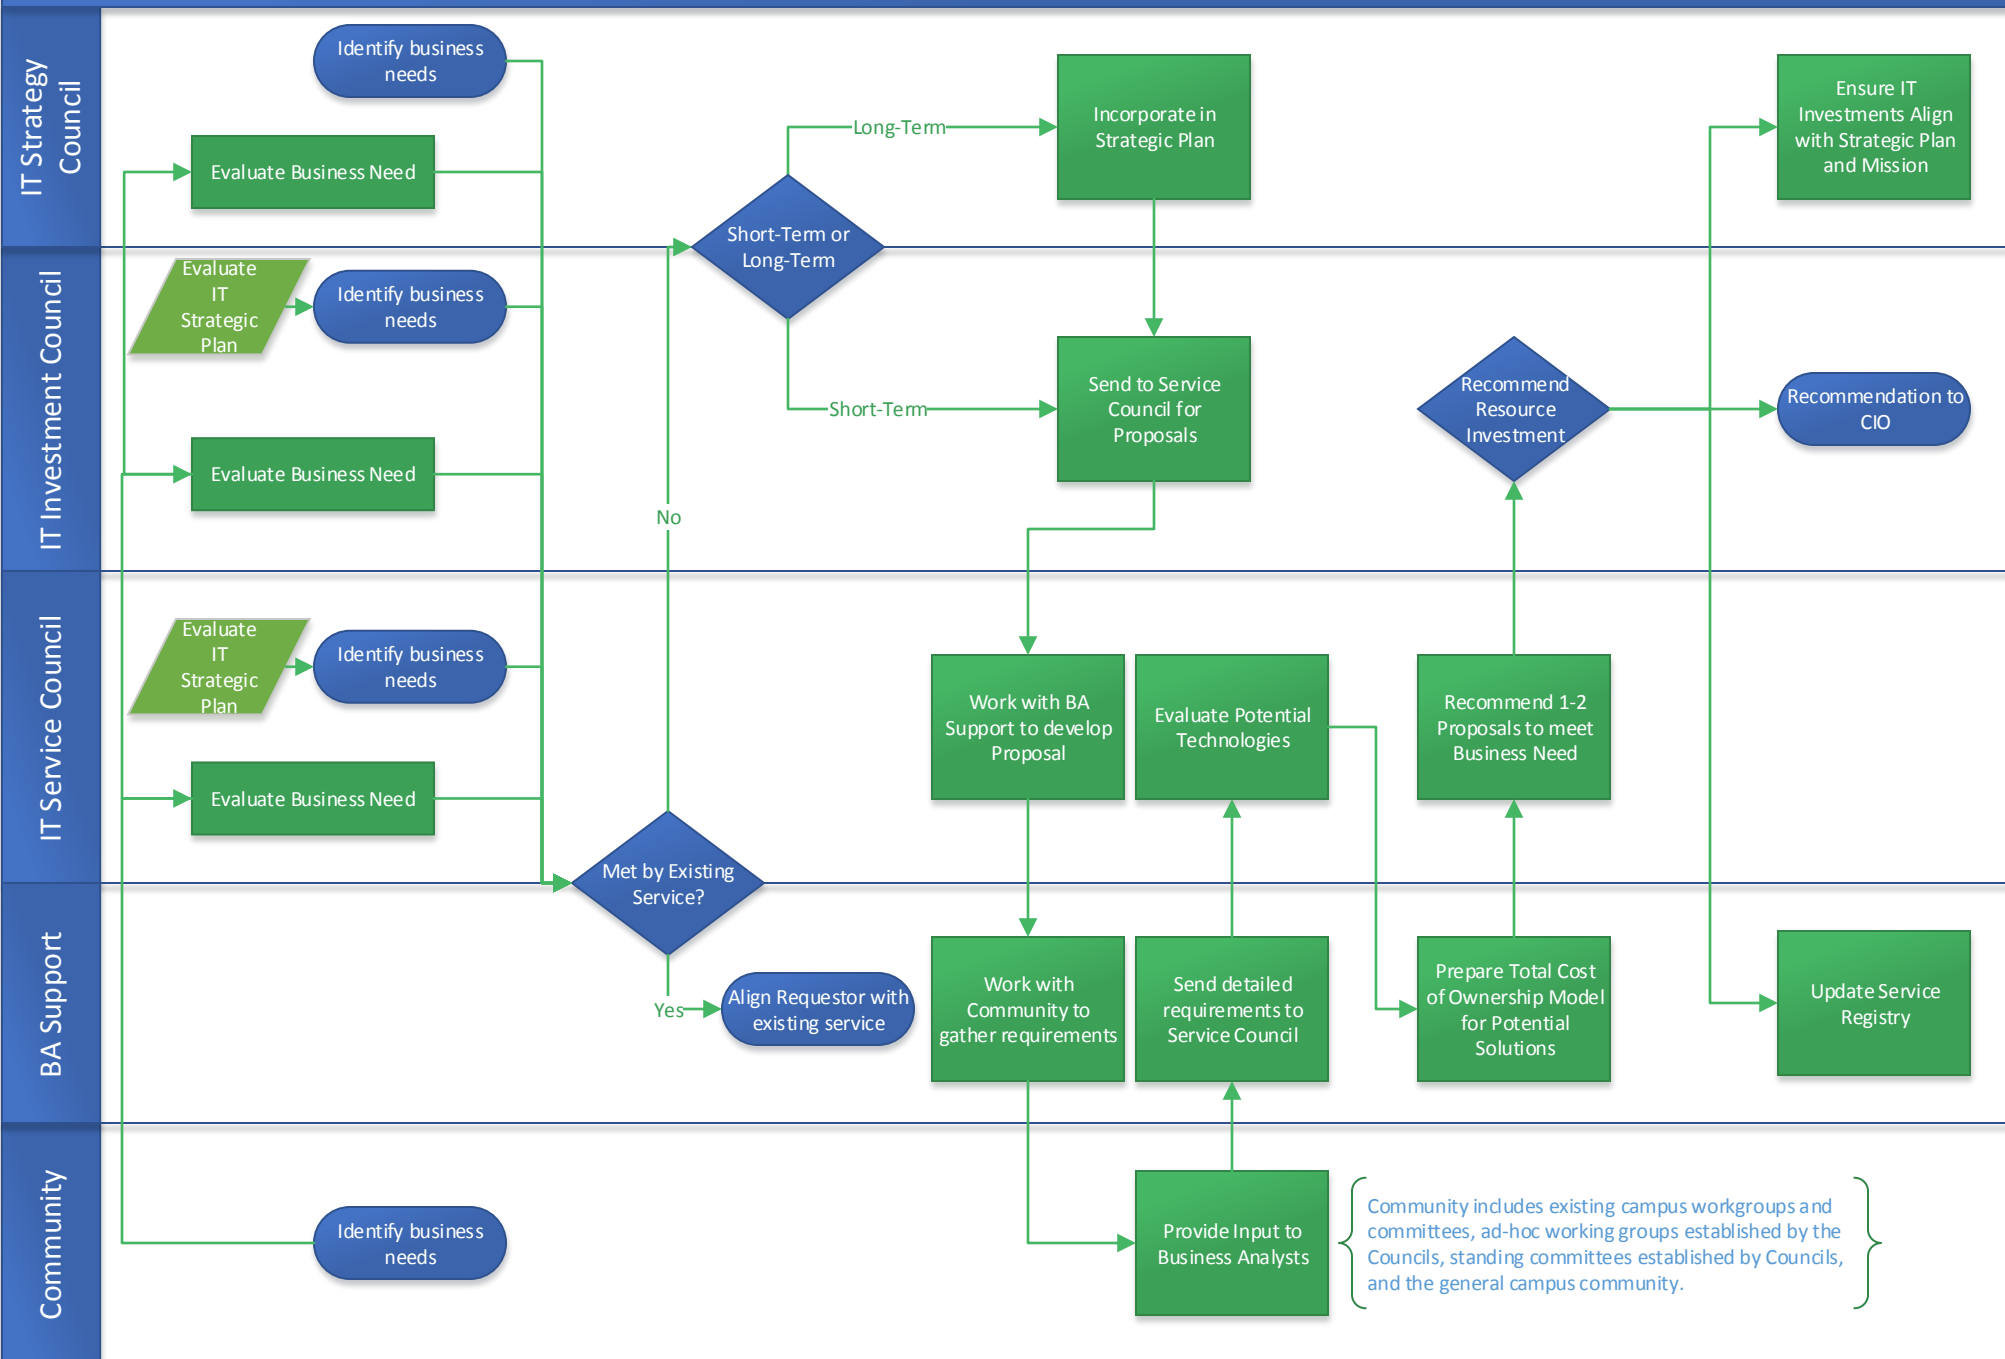 IT Strategy
Council
Identify business
needs
Evaluate Business Need
Long-Term
Incorporate in
Strategic Plan
Ensure IT
Investments Align
with Strategic Plan
and Mission
Short-Term or
Long-Term
IT Investment Council
Evaluate
IT
Strategic
Plan
Identify business
needs
Evaluate Business Need
Short-Term
Send to Service
Council for
Proposals
Recommend
Resource
Investment
Recommendation to
CIO
No
IT Service Council
Evaluate
IT
Strategic
Plan
Identify business
needs
Evaluate Business Need
Work with BA
Support to develop
Proposal
Evaluate Potential
Technologies
Recommend 1-2
Proposals to meet
Business Need
Met by Existing
Service?
BA Support
Yes
Align Requestor with
existing service
Work with
Community to
gather requirements
Send detailed
requirements to
Service Council
Prepare Total Cost
of Ownership Model
for Potential
Solutions
Update Service
Registry
Community
Identify business
needs
Provide Input to
Business Analysts
Community includes existing campus workgroups and
committees, ad-hoc working groups established by the
Councils, standing committees established by Councils,
and the general campus community.